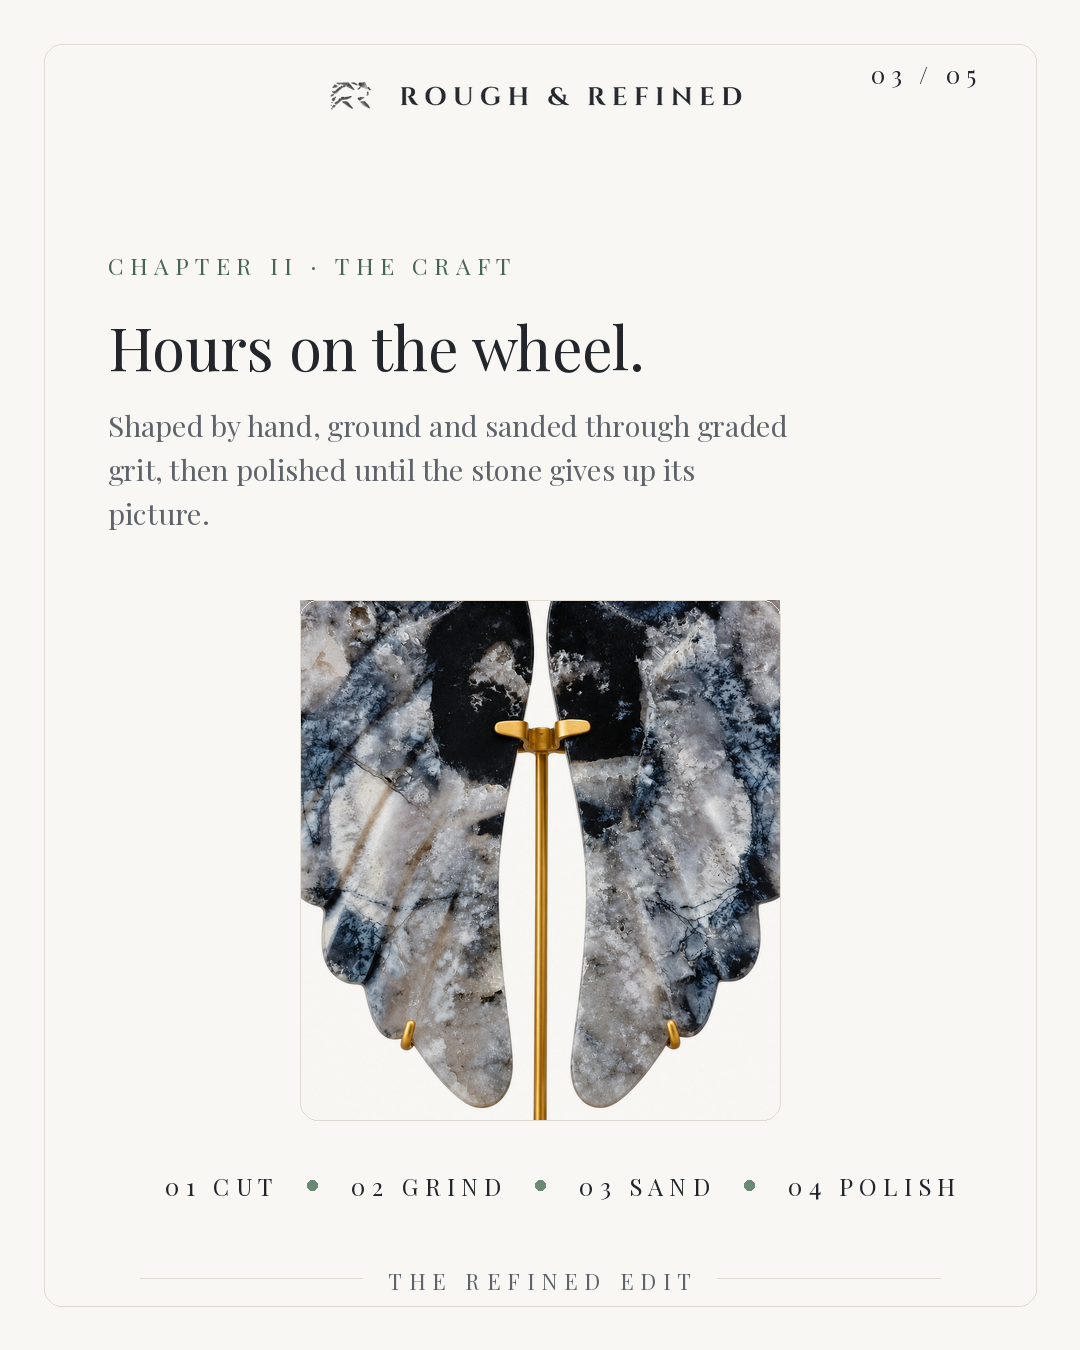 ROUGH & REFINED
03 / 05
CHAPTER II · THE CRAFT
Hours on the wheel.
Shaped by hand, ground and sanded through graded
grit, then polished until the stone gives up its
picture.
01 CUT • 02 GRIND • 03 SAND • 04 POLISH
THE REFINED EDIT